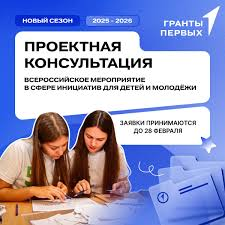 НОВЫЙ СЕЗОН 2025 - 2026
ГРАНТЫ
ПЕРВЫХ
ПРОЕКТНАЯ
КОНСУЛЬТАЦИЯ
ВСЕРОССИЙСКОЕ МЕРОПРИЯТИЕ
В СФЕРЕ ИНИЦИАТИВ ДЛЯ ДЕТЕЙ И МОЛОДЁЖИ
ЗАЯВКИ ПРИНИМАЮТСЯ
ДО 28 ФЕВРАЛЯ